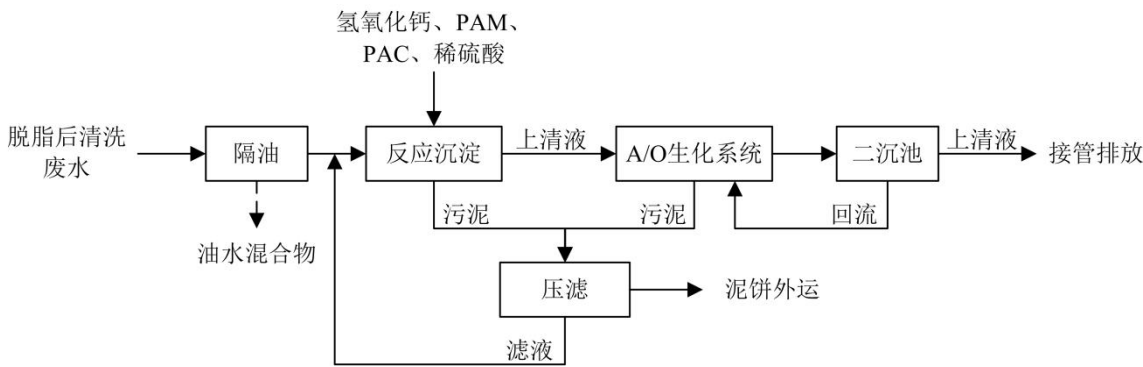 氢氧化钙、PAM、
PAC、稀硫酸
脱脂后清洗
废水
隔油
反应沉淀
上清液
A/O生化系统
二沉池
上清液
接管排放
油水混合物
污泥
污泥
回流
压滤
泥饼外运
滤液